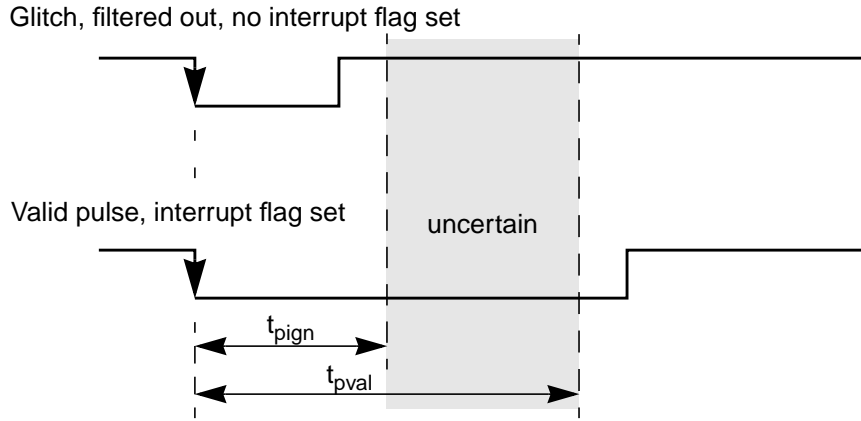 Glitch, filtered out, no interrupt flag set
Valid pulse, interrupt flag set
uncertain
tpign
tpval